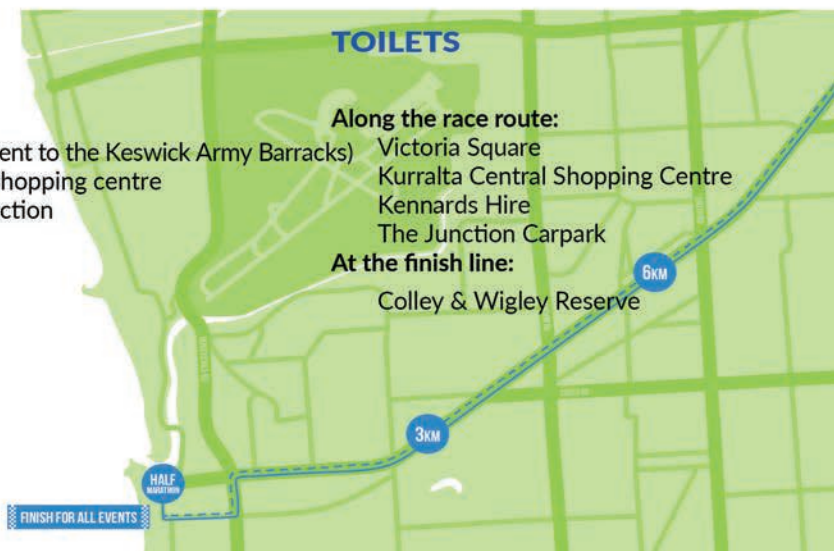 TOILETS
Along the race route:
ent to the Keswick Army Barracks)
hopping centre
ction
Victoria Square
Kurralta Central Shopping Centre
Kennards Hire
The Junction Carpark
At the finish line:
Colley & Wigley Reserve
6KM
3KM
HALF
MARATHON
FINISH FOR ALL EVENTS